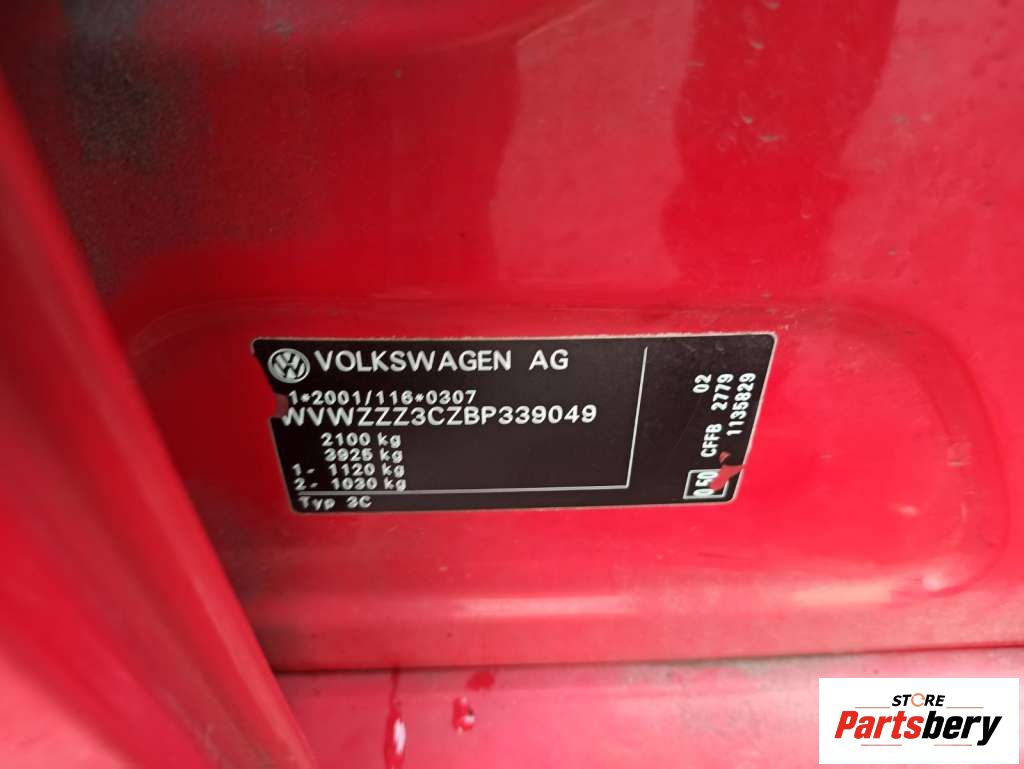 VOLKSWAGEN AG
1*2001/116*0307
WVWZZZ3CZBP339049
2100 kg
3925 kg
1- 1120 kg
2- 1030 kg
Typ 3C
02
CFFB 2779
1135829
STORE
Partsbery